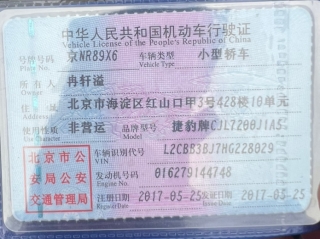 中华人民共和国机动车行驶证
Vehicle License of the People's Republic of China
号牌号码 京NR89X6 车辆类型 小型轿车
Plate No. Vehicle Type
所有人 冉轩溢
Owner
住址 北京市海淀区红山口甲3号428楼10单元
Address
使用性质 非营运 品牌型号 捷豹牌CJL7200J1AS
Use Character
北京市公 车辆识别代号 L2CBB3BJ7HG228029
VIN
安局公安 发动机号码 016279144748
Engine No.
交通管理局 注册日期 2017-05-25 发证日期 2017-05-25
Register Date Issue Date